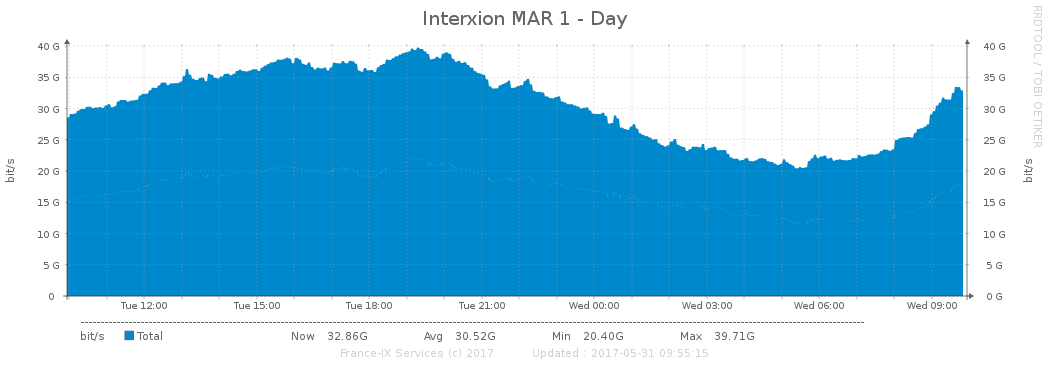 Interxion MAR 1 - Day
RRDTOOL / TOBI OETIKER
bit/s
40 G 40 G
35 G 35 G
30 G 30 G
25 G 25 G
20 G 20 G
15 G 15 G
10 G 10 G
5 G 5 G
0 0 G
bit/s
Tue 12:00 Tue 15:00 Tue 18:00 Tue 21:00 Wed 00:00 Wed 03:00 Wed 06:00 Wed 09:00
bit/s Total Now 32.86G Avg 30.52G Min 20.40G Max 39.71G
France-IX Services (c) 2017 Updated : 2017-05-31 09:55:15